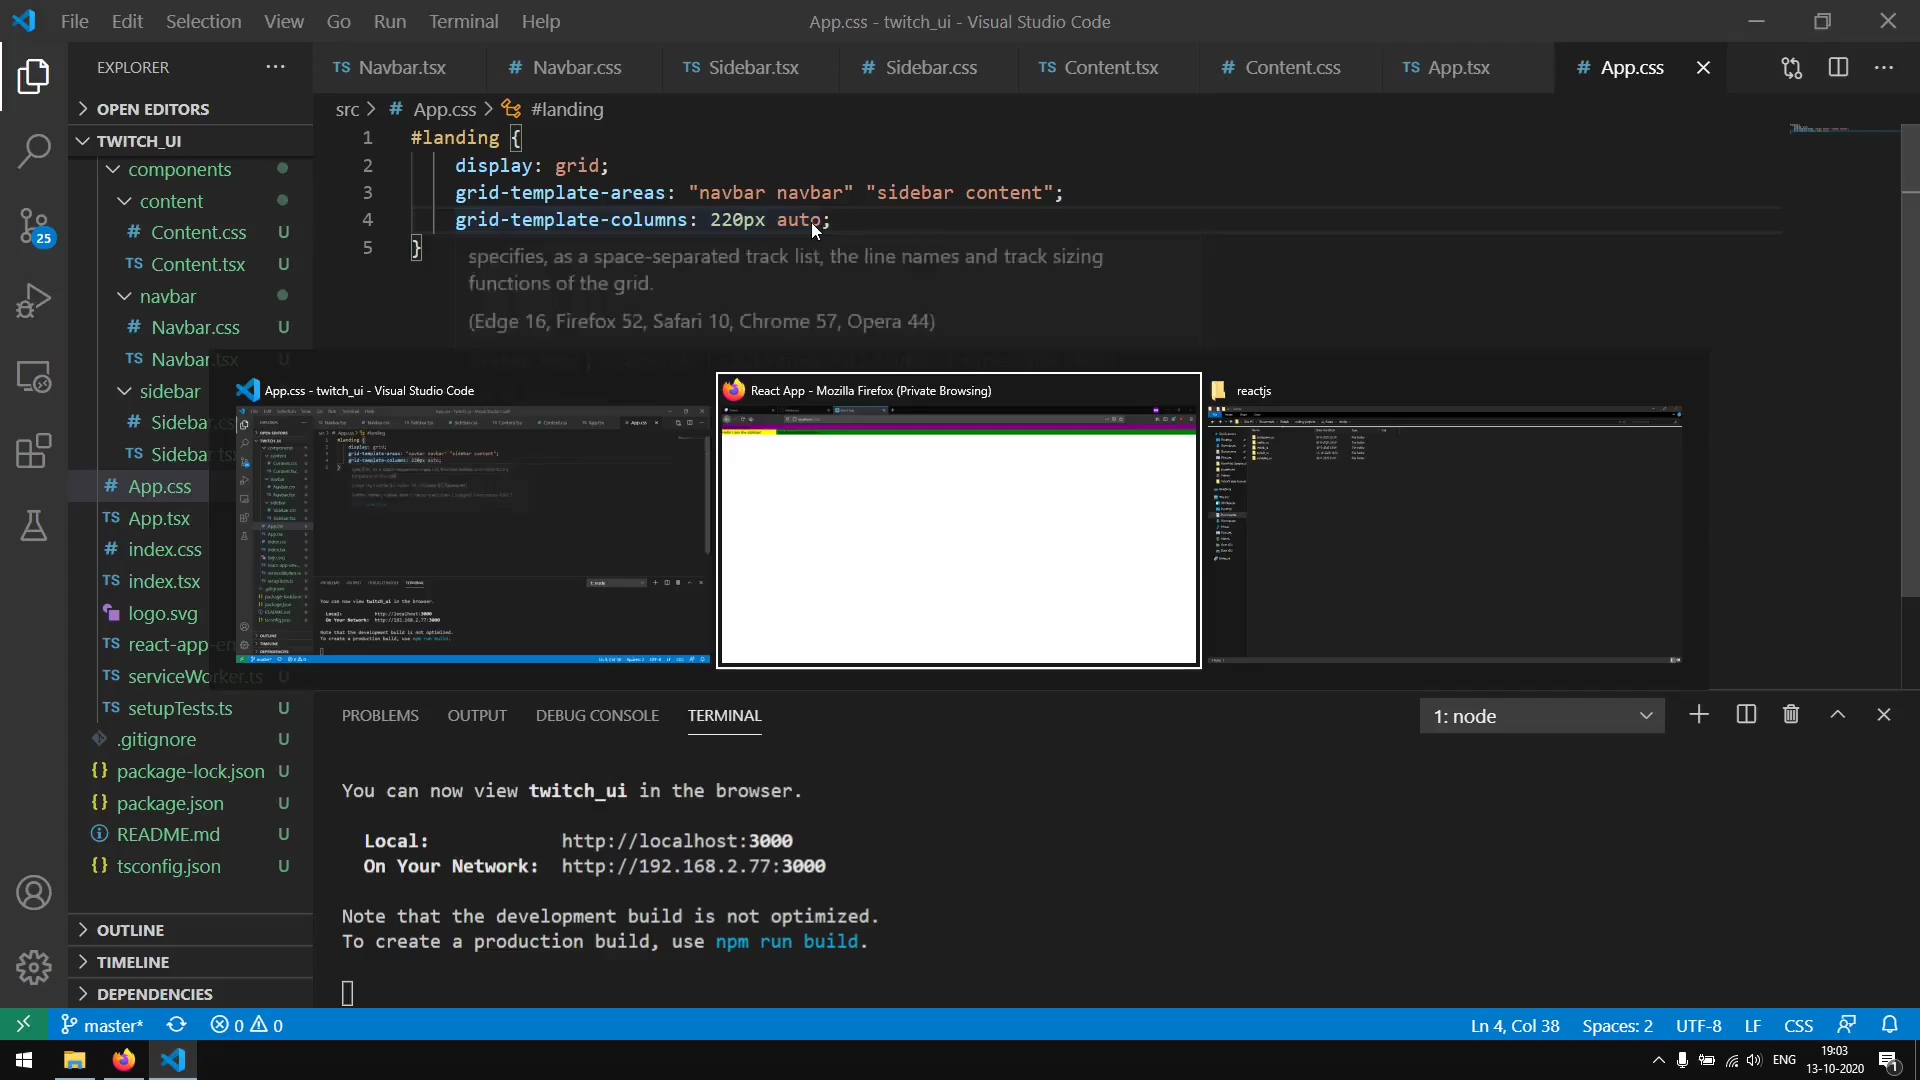 File Edit Selection View Go Run Terminal Help
App.css - twitch_ui - Visual Studio Code
EXPLORER
TS Navbar.tsx # Navbar.css TS Sidebar.tsx # Sidebar.css TS Content.tsx # Content.css TS App.tsx # App.css
OPEN EDITORS
src > # App.css > #landing
TWITCH_UI
components
content
# Content.css U
TS Content.tsx U
navbar
# Navbar.css U
TS Navbar.tsx U
sidebar
# Sidebar.css
TS Sidebar.tsx
# App.css
TS App.tsx
# index.css
TS index.tsx
logo.svg
TS react-app-en
TS serviceWorker.ts U
TS setupTests.ts U
.gitignore U
{} package-lock.json U
{} package.json U
README.md U
{} tsconfig.json U
OUTLINE
TIMELINE
DEPENDENCIES
25
1 #landing {
2 display: grid;
3 grid-template-areas: "navbar navbar" "sidebar content";
4 grid-template-columns: 220px auto;
5 }
specifies, as a space-separated track list, the line names and track sizing
functions of the grid.
(Edge 16, Firefox 52, Safari 10, Chrome 57, Opera 44)
App.css - twitch_ui - Visual Studio Code
React App - Mozilla Firefox (Private Browsing)
reactjs
PROBLEMS OUTPUT DEBUG CONSOLE TERMINAL
1: node
You can now view twitch_ui in the browser.
Local: http://localhost:3000
On Your Network: http://192.168.2.77:3000
Note that the development build is not optimized.
To create a production build, use npm run build.
master* 0 0
Ln 4, Col 38 Spaces: 2 UTF-8 LF CSS
ENG
19:03
13-10-2020
1